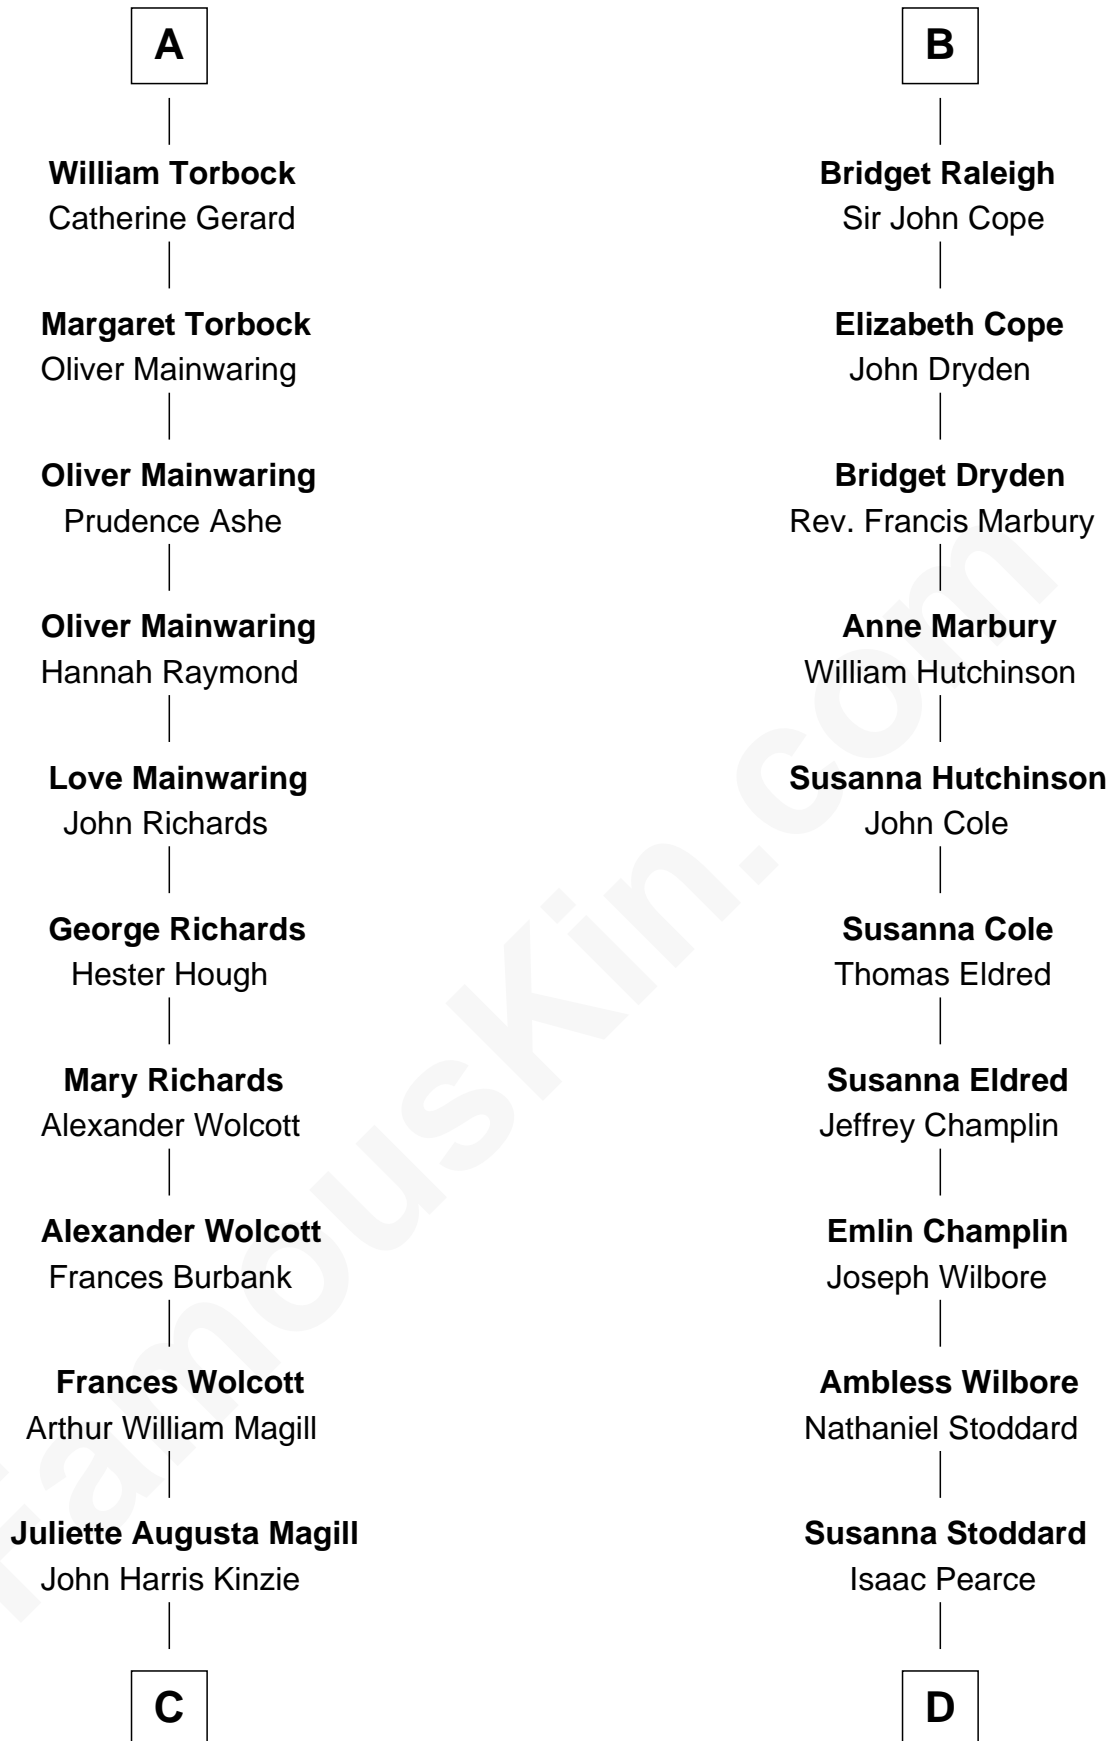 A
William Torbock
Catherine Gerard
Margaret Torbock
Oliver Mainwaring
Oliver Mainwaring
Prudence Ashe
Oliver Mainwaring
Hannah Raymond
Love Mainwaring
John Richards
George Richards
Hester Hough
Mary Richards
Alexander Wolcott
Alexander Wolcott
Frances Burbank
Frances Wolcott
Arthur William Magill
Juliette Augusta Magill
John Harris Kinzie
C
B
Bridget Raleigh
Sir John Cope
Elizabeth Cope
John Dryden
Bridget Dryden
Rev. Francis Marbury
Anne Marbury
William Hutchinson
Susanna Hutchinson
John Cole
Susanna Cole
Thomas Eldred
Susanna Eldred
Jeffrey Champlin
Emlin Champlin
Joseph Wilbore
Ambless Wilbore
Nathaniel Stoddard
Susanna Stoddard
Isaac Pearce
D
FamousKin.com